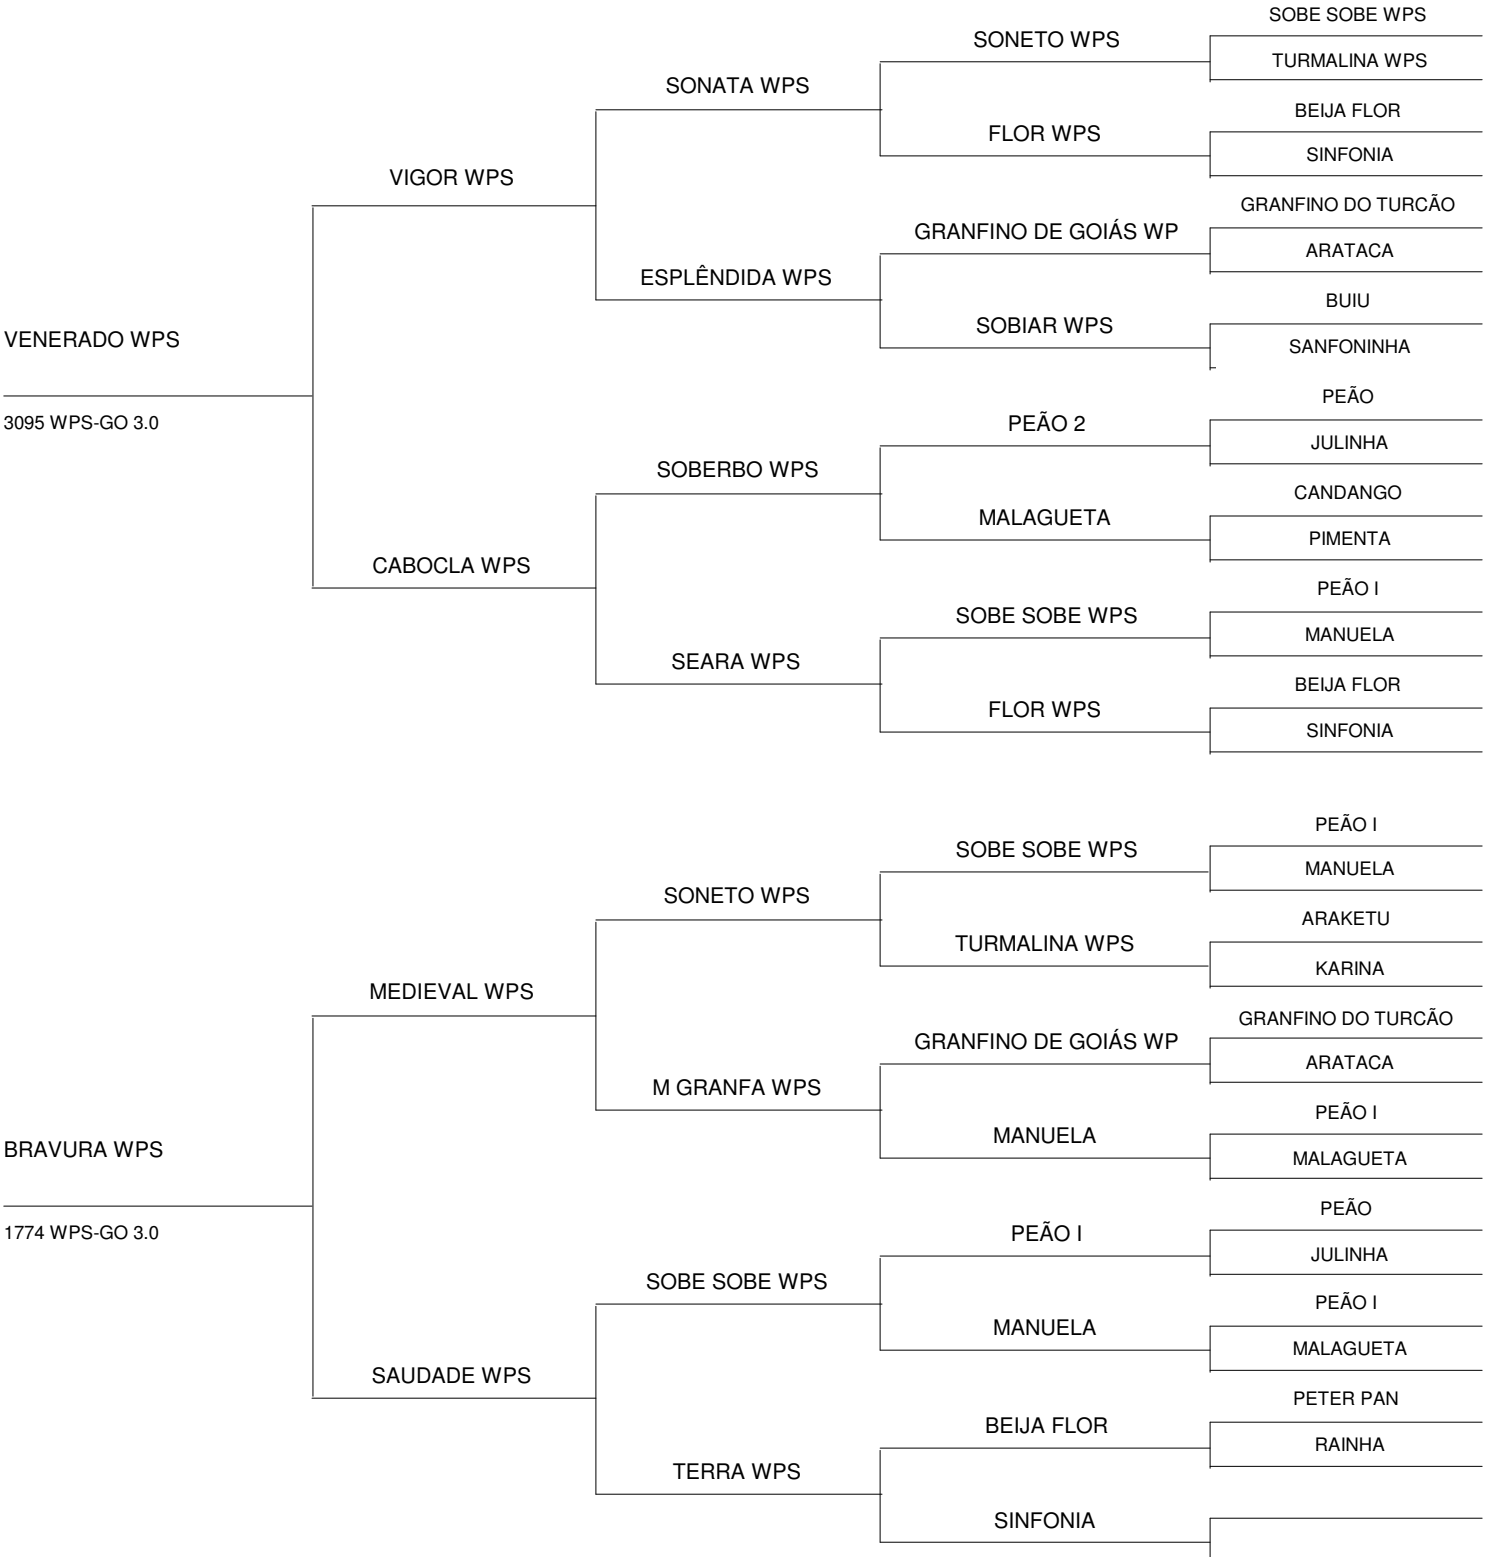 SOBE SOBE WPS
SONETO WPS
TURMALINA WPS
SONATA WPS
BEIJA FLOR
FLOR WPS
SINFONIA
VIGOR WPS
GRANFINO DO TURCÃO
GRANFINO DE GOIÁS WP
ARATACA
ESPLÊNDIDA WPS
BUIU
SOBIAR WPS
SANFONINHA
VENERADO WPS
3095 WPS-GO 3.0
PEÃO
PEÃO 2
JULINHA
SOBERBO WPS
CANDANGO
MALAGUETA
PIMENTA
CABOCLA WPS
PEÃO I
SOBE SOBE WPS
MANUELA
SEARA WPS
BEIJA FLOR
FLOR WPS
SINFONIA
PEÃO I
SOBE SOBE WPS
MANUELA
SONETO WPS
ARAKETU
TURMALINA WPS
KARINA
MEDIEVAL WPS
GRANFINO DO TURCÃO
GRANFINO DE GOIÁS WP
ARATACA
M GRANFA WPS
PEÃO I
MANUELA
MALAGUETA
BRAVURA WPS
1774 WPS-GO 3.0
PEÃO
PEÃO I
JULINHA
SOBE SOBE WPS
PEÃO I
MANUELA
MALAGUETA
SAUDADE WPS
PETER PAN
BEIJA FLOR
RAINHA
TERRA WPS
SINFONIA